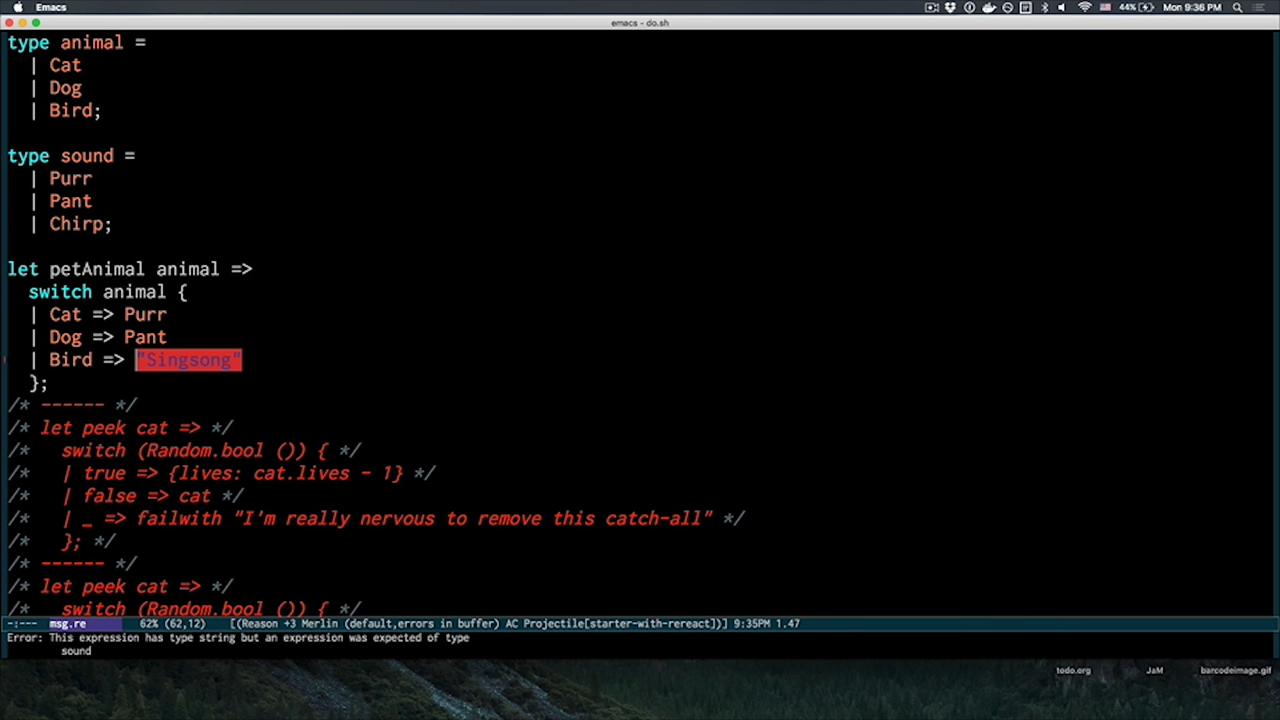 Emacs 44% Mon 9:36 PM
emacs - do.sh
type animal =
| Cat
| Dog
| Bird;
type sound =
| Purr
| Pant
| Chirp;
let petAnimal animal =>
switch animal {
| Cat => Purr
| Dog => Pant
| Bird => "Singsong"
};
/* ------ */
/* let peek cat => */
/*   switch (Random.bool ()) { */
/*   | true => {lives: cat.lives - 1} */
/*   | false => cat */
/*   | _ => failwith "I'm really nervous to remove this catch-all" */
/*   }; */
/* ------ */
/* let peek cat => */
/*   switch (Random.bool ()) { */
-:--- msg.re 62% (62,12) [(Reason +3 Merlin (default,errors in buffer) AC Projectile[starter-with-rereact])] 9:35PM 1.47
Error: This expression has type string but an expression was expected of type
sound
todo.org JaM barcodeimage.gif